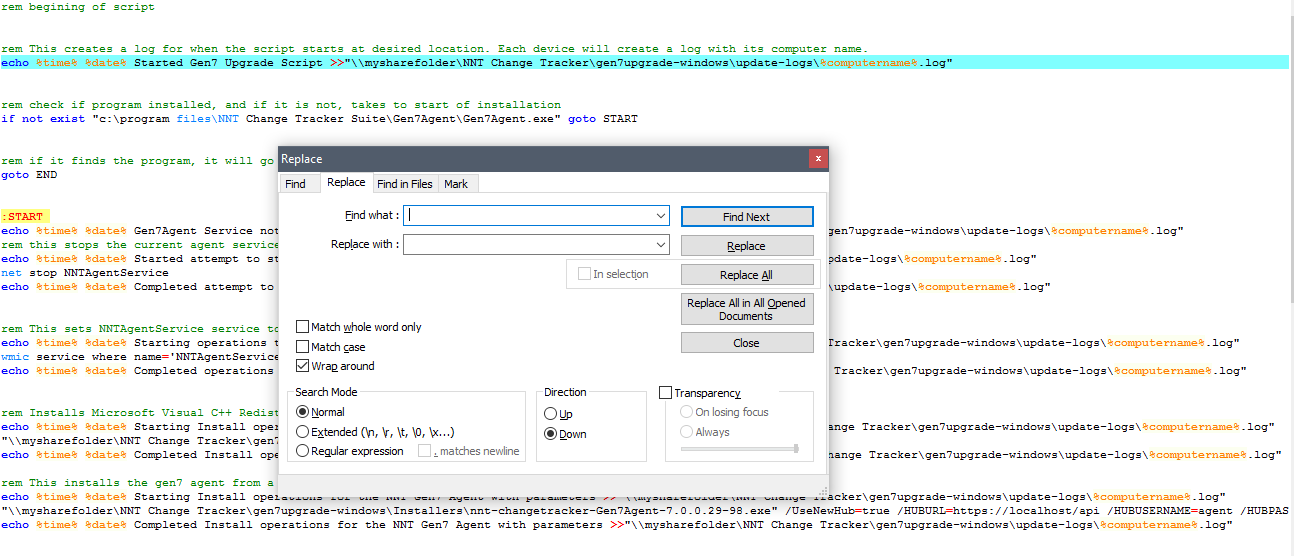 rem begining of script
rem This creates a log for when the script starts at desired location. Each device will create a log with its computer name.
echo %time% %date% Started Gen7 Upgrade Script >>"\\mysharefolder\NNT Change Tracker\gen7upgrade-windows\update-logs\%computername%.log"
rem check if program installed, and if it is not, takes to start of installation
if not exist "c:\program files\NNT Change Tracker Suite\Gen7Agent\Gen7Agent.exe" goto START
rem if it finds the program, it will go
goto END
:START
echo %time% %date% Gen7Agent Service not
gen7upgrade-windows\update-logs\%computername%.log"
rem this stops the current agent service
echo %time% %date% Started attempt to st
pdate-logs\%computername%.log"
net stop NNTAgentService
echo %time% %date% Completed attempt to
\update-logs\%computername%.log"
rem This sets NNTAgentService service to
echo %time% %date% Starting operations t
Tracker\gen7upgrade-windows\update-logs\%computername%.log"
wmic service where name='NNTAgentService
echo %time% %date% Completed operations
Tracker\gen7upgrade-windows\update-logs\%computername%.log"
rem Installs Microsoft Visual C++ Redist
echo %time% %date% Starting Install oper
nge Tracker\gen7upgrade-windows\update-logs\%computername%.log"
"\\mysharefolder\NNT Change Tracker\gen7
echo %time% %date% Completed Install ope
hange Tracker\gen7upgrade-windows\update-logs\%computername%.log"
rem This installs the gen7 agent from a
echo %time% %date% Starting Install operations for the NNT Gen7 Agent with parameters >>"\\mysharefolder\NNT Change Tracker\gen7upgrade-windows\update-logs\%computername%.log"
"\\mysharefolder\NNT Change Tracker\gen7upgrade-windows\Installers\nnt-changetracker-Gen7Agent-7.0.0.29-98.exe" /UseNewHub=true /HUBURL=https://localhost/api /HUBUSERNAME=agent /HUBPAS
echo %time% %date% Completed Install operations for the NNT Gen7 Agent with parameters >>"\\mysharefolder\NNT Change Tracker\gen7upgrade-windows\update-logs\%computername%.log"
Replace
x
Find
Replace
Find in Files
Mark
Find what :
Find Next
Replace with :
Replace
In selection
Replace All
Replace All in All Opened
Documents
Match whole word only
Match case
Close
Wrap around
Search Mode
Normal
Extended (\n, \r, \t, \0, \x...)
Regular expression
. matches newline
Direction
Up
Down
Transparency
On losing focus
Always